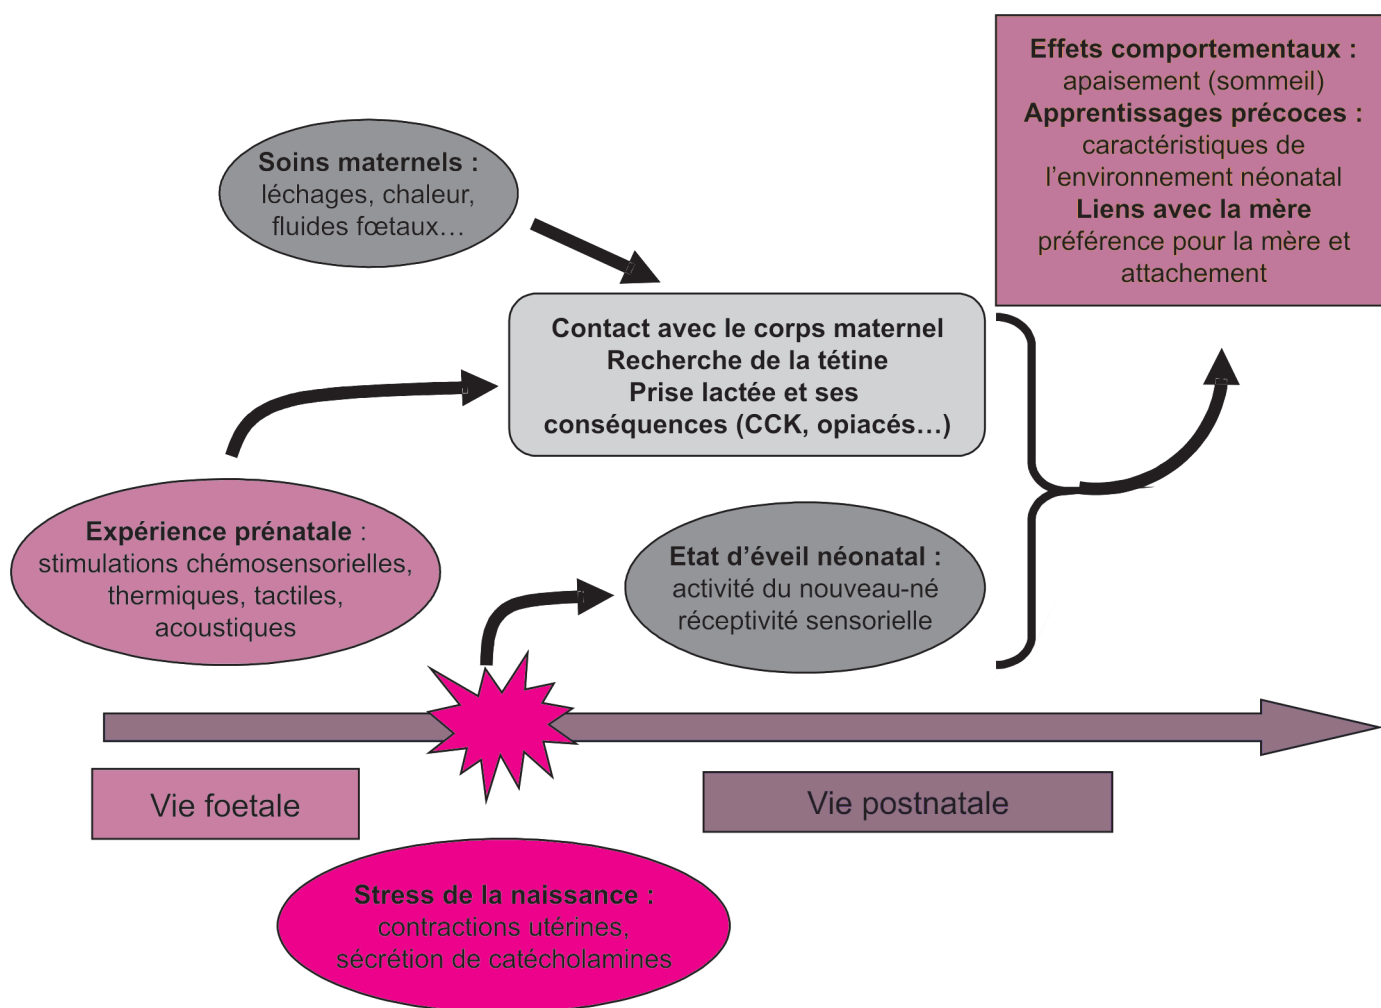 Effets comportementaux :
apaisement (sommeil)
Apprentissages précoces :
caractéristiques de
l’environnement néonatal
Liens avec la mère
préférence pour la mère et
attachement
Soins maternels :
léchages, chaleur,
fluides fœtaux…
Contact avec le corps maternel
Recherche de la tétine
Prise lactée et ses
conséquences (CCK, opiacés…)
Expérience prénatale :
stimulations chémosensorielles,
thermiques, tactiles,
acoustiques
Etat d’éveil néonatal :
activité du nouveau-né
réceptivité sensorielle
Vie foetale
Vie postnatale
Stress de la naissance :
contractions utérines,
sécrétion de catécholamines